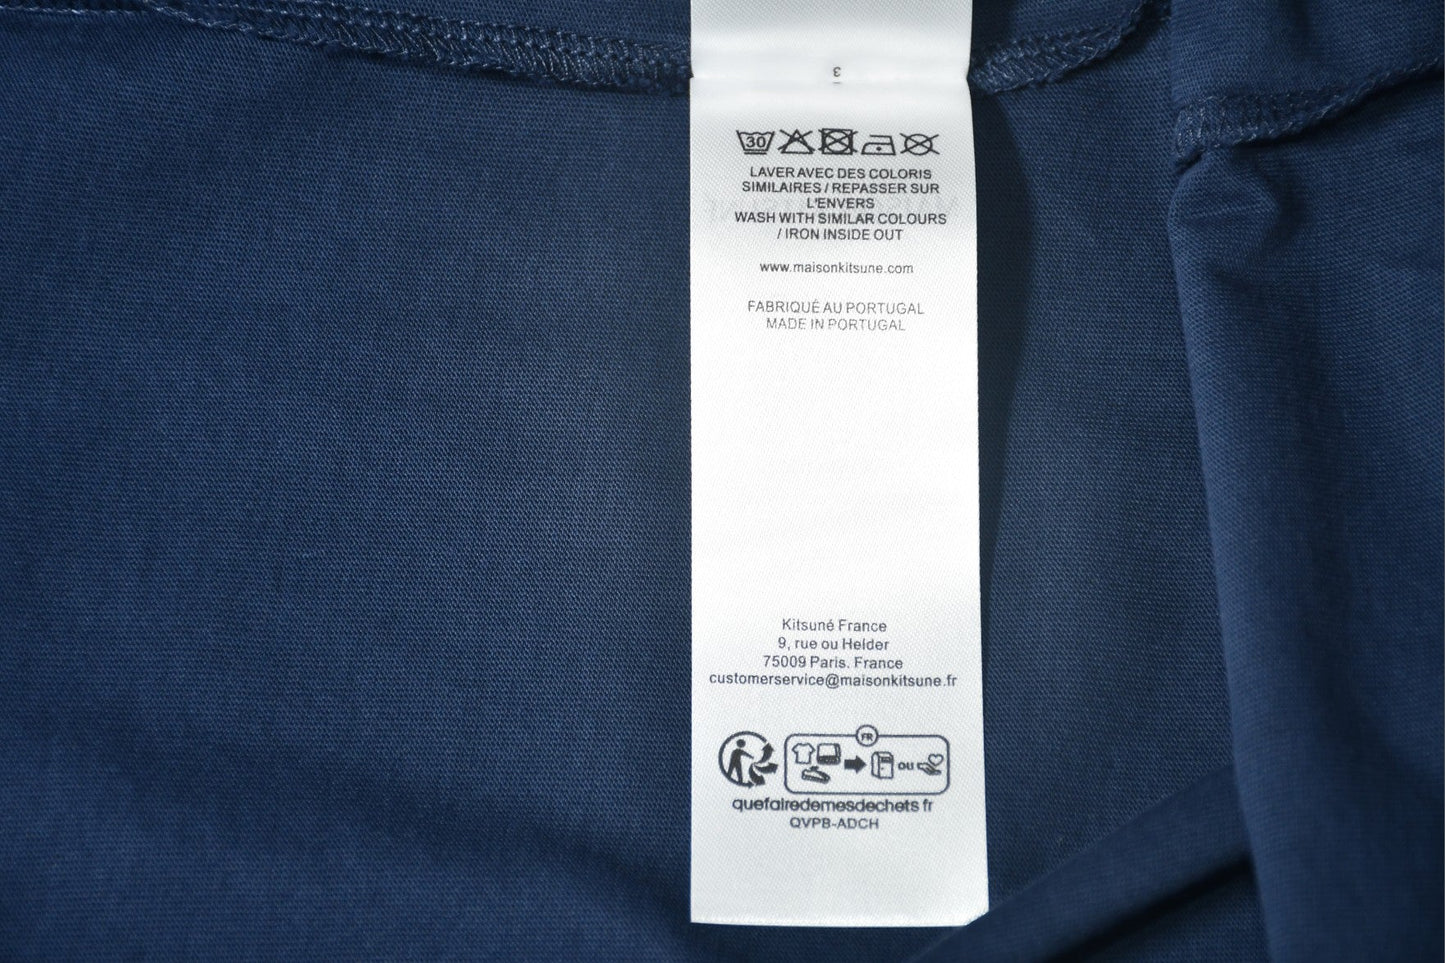 3
30
LAVER AVEC DES COLORIS
SIMILAIRES / REPASSER SUR
L'ENVERS
WASH WITH SIMILAR COLOURS
/ IRON INSIDE OUT
www.maisonkitsune.com
FABRIQUÉ AU PORTUGAL
MADE IN PORTUGAL
Kitsuné France
9, rue ou Helder
75009 Paris. France
customerservice@maisonkitsune.fr
FR
OU
quefairedemesdechets fr
QVPB-ADCH